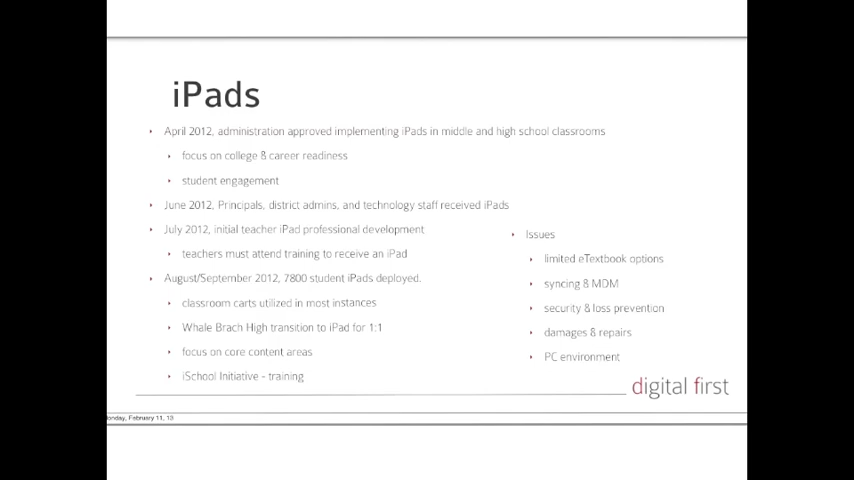 iPads
April 2012, administration approved implementing iPads in middle and high school classrooms
focus on college & career readiness
student engagement
June 2012, Principals, district admins, and technology staff received iPads
July 2012, initial teacher iPad professional development
teachers must attend training to receive an iPad
August/September 2012, 7800 student iPads deployed.
classroom carts utilized in most instances
Whale Brach High transition to iPad for 1:1
focus on core content areas
iSchool Initiative - training
Issues
limited eTextbook options
syncing & MDM
security & loss prevention
damages & repairs
PC environment
digital first
onday, February 11, 13